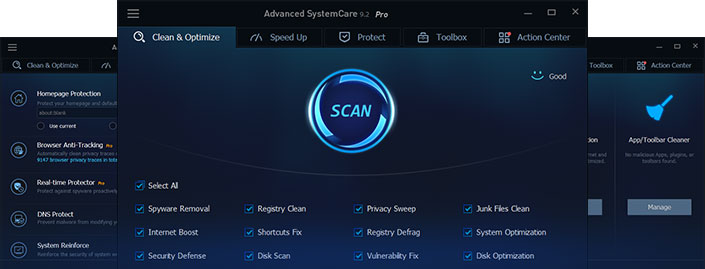 Advanced SystemCare 9.2 Pro
Clean & Optimize
Speed Up
Protect
Toolbox
Action Center
SCAN
Good
Select All
Spyware Removal
Registry Clean
Privacy Sweep
Junk Files Clean
Internet Boost
Shortcuts Fix
Registry Defrag
System Optimization
Security Defense
Disk Scan
Vulnerability Fix
Disk Optimization
Clean & Optimize
Homepage Protection
Protect your homepage and default
about:blank
Use current
Browser Anti-Tracking Pro
Automatically clean privacy traces
9147 browser privacy traces in total
Real-time Protector Pro
Protect against spyware proactively
DNS Protect
Prevent malware from modifying
System Reinforce
Reinforce the security of system
Toolbox
Action Center
App/Toolbar Cleaner
No malicious Apps, plugins, or
toolbars found.
Manage